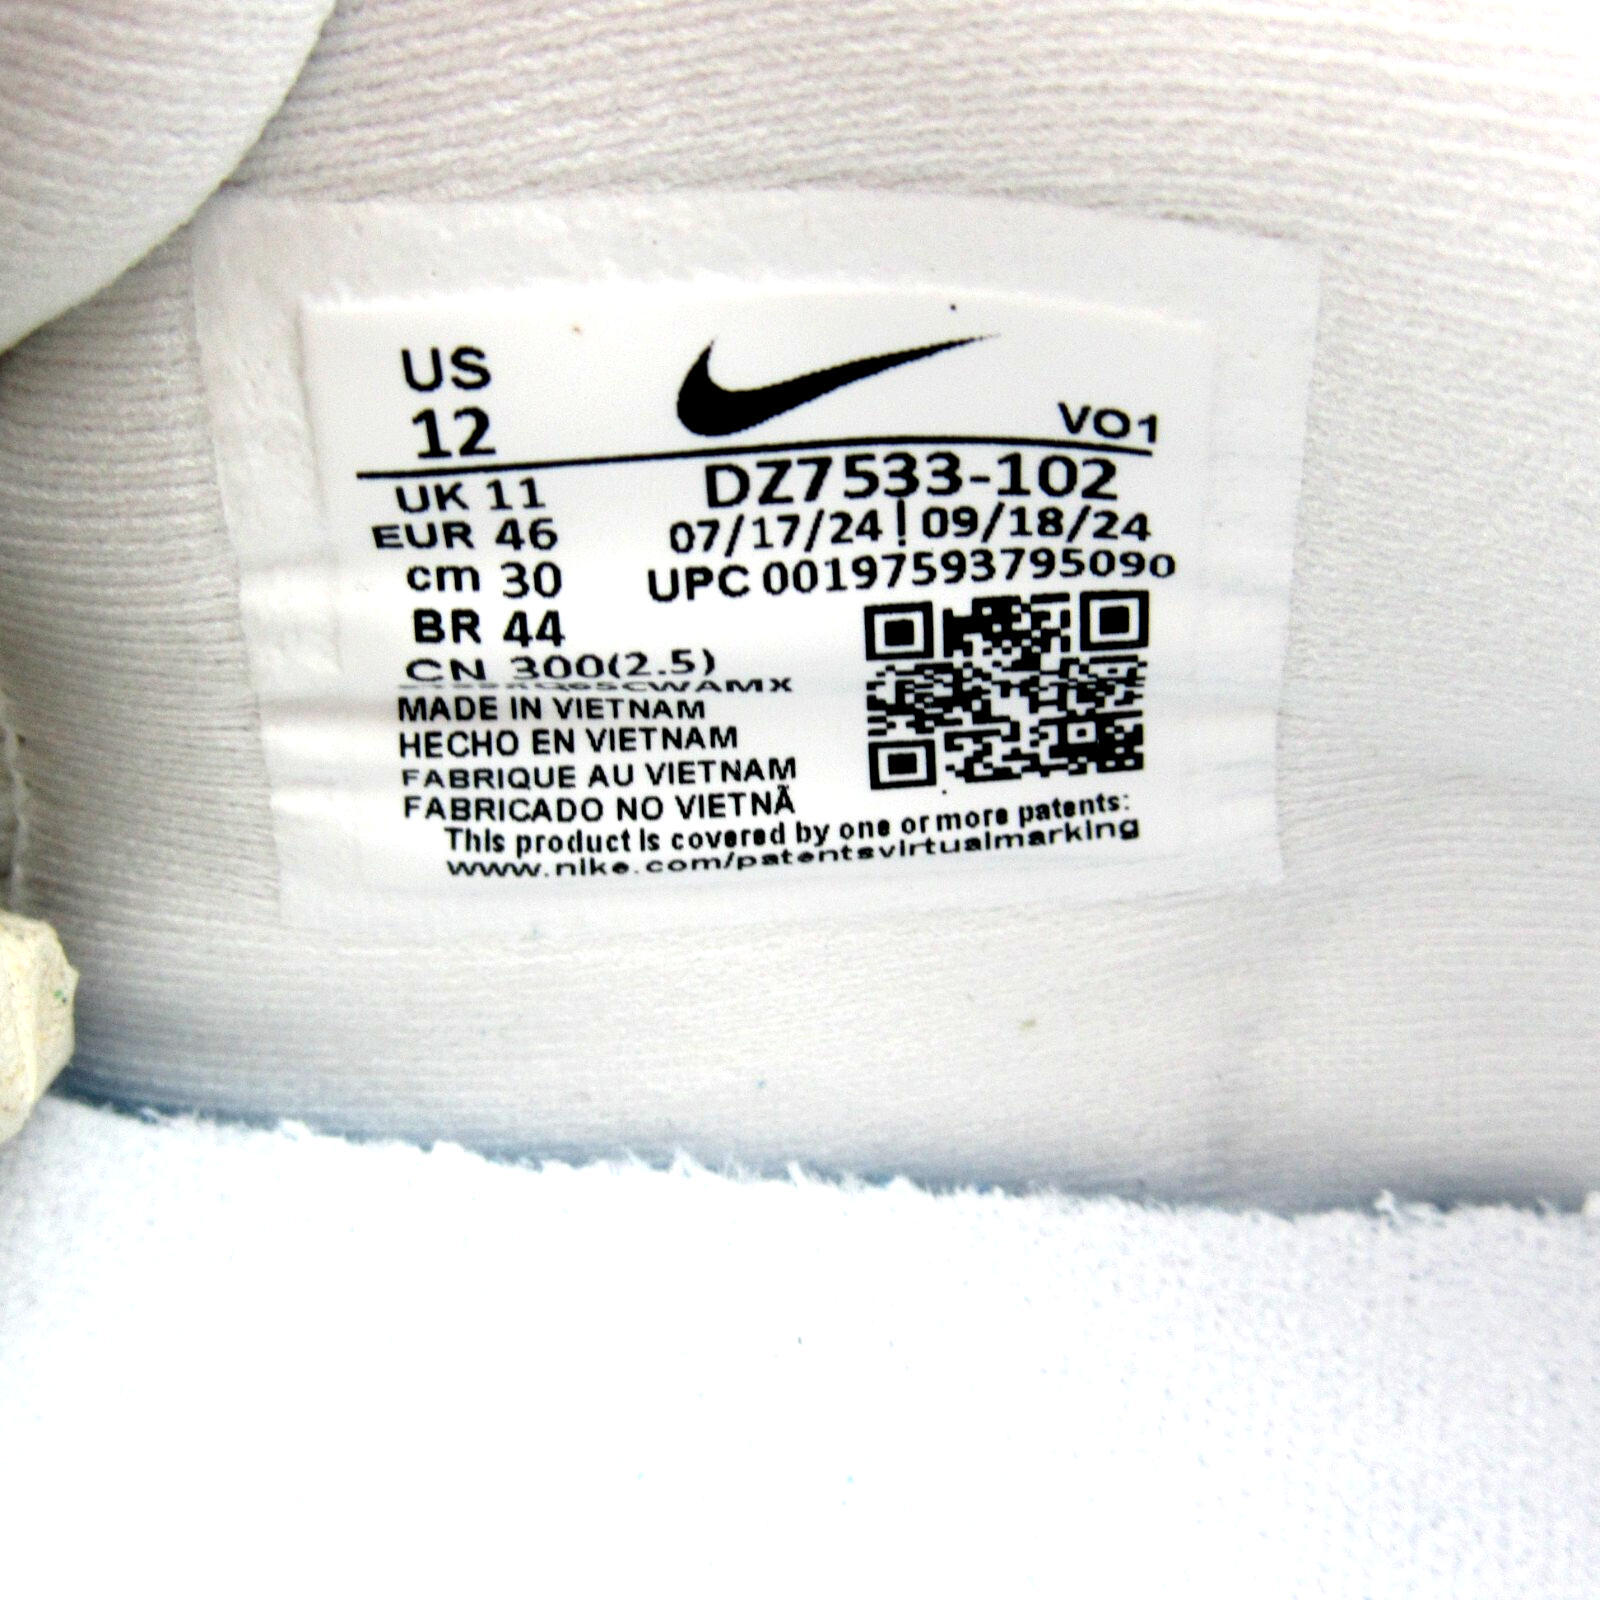 US
12
VO1
UK 11
DZ7533-102
EUR 46
07/17/24 | 09/18/24
cm 30
UPC 00197593795090
BR 44
CN 300(2.5)
MADE IN VIETNAM
HECHO EN VIETNAM
FABRIQUE AU VIETNAM
FABRICADO NO VIETNÃ
This product is covered by one or more patents:
www.nike.com/patentsvirtualmarking